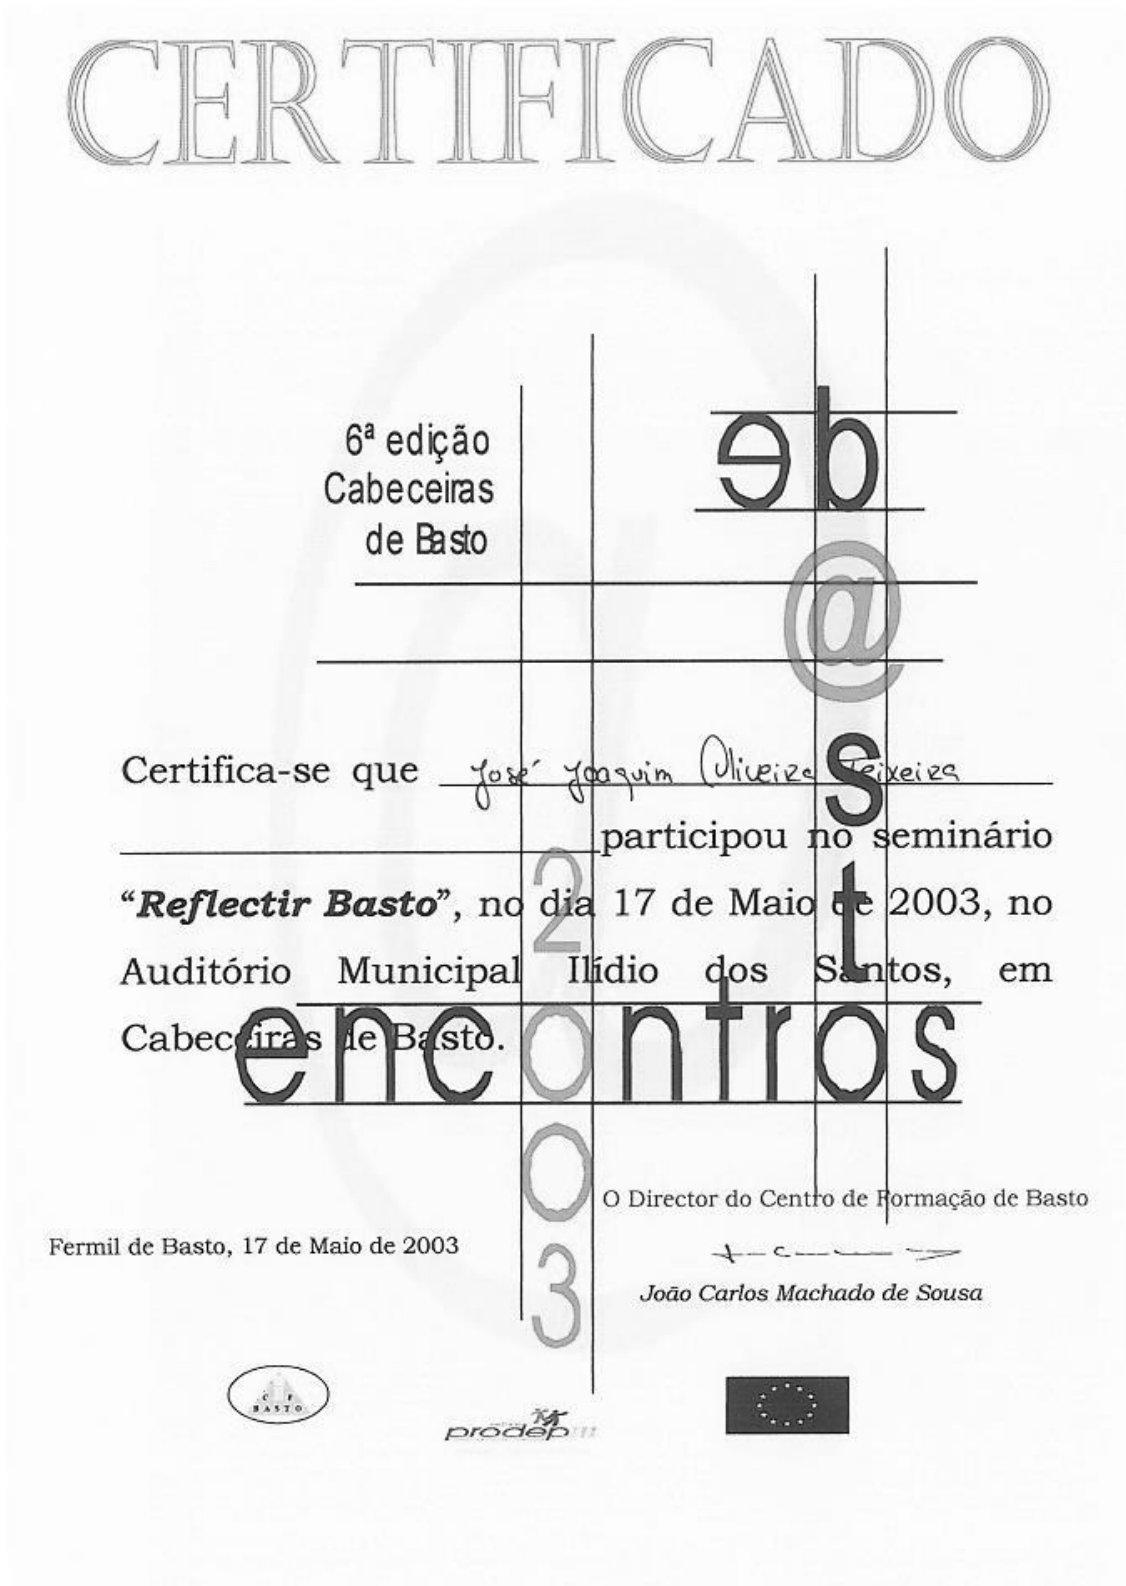 CERTIFICADO
6ª edição
Cabeceiras
de Basto
de
b@st
encontros
2003
Certifica-se que José Joaquim Oliveira Teixeira
participou no seminário
“Reflectir Basto”, no dia 17 de Maio de 2003, no
Auditório Municipal Ilídio dos Santos, em
Cabeceiras de Basto.
O Director do Centro de Formação de Basto
Fermil de Basto, 17 de Maio de 2003
João Carlos Machado de Sousa
C F
BASTO
prodep III